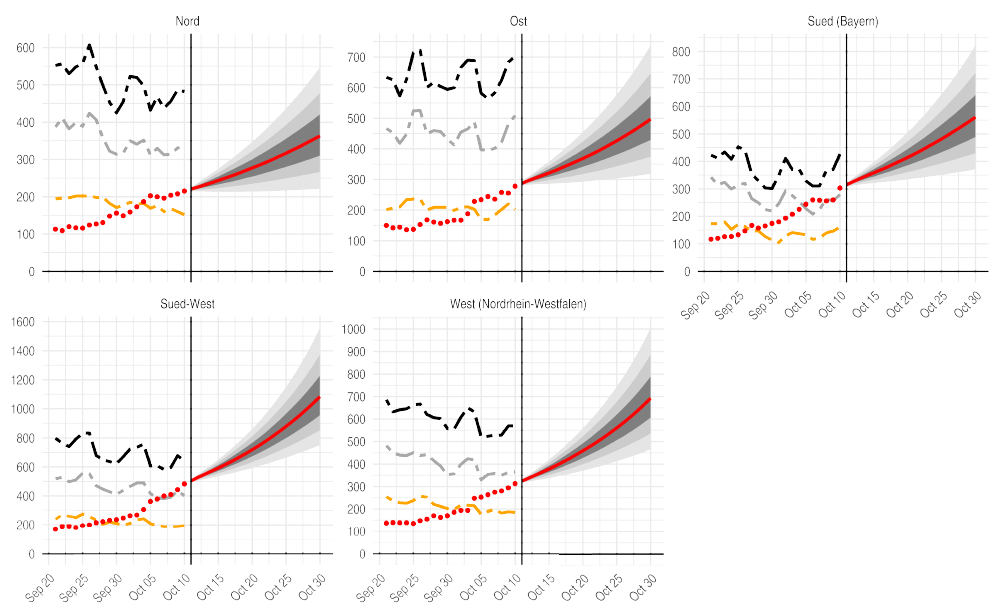 Nord
600
500
400
300
200
100
0
Ost
700
600
500
400
300
200
100
0
Sued (Bayern)
800
700
600
500
400
300
200
100
0
Sep 20
Sep 25
Sep 30
Oct 05
Oct 10
Oct 15
Oct 20
Oct 25
Oct 30
Sued-West
1600
1400
1200
1000
800
600
400
200
0
Sep 20
Sep 25
Sep 30
Oct 05
Oct 10
Oct 15
Oct 20
Oct 25
Oct 30
West (Nordrhein-Westfalen)
1000
900
800
700
600
500
400
300
200
100
0
Sep 20
Sep 25
Sep 30
Oct 05
Oct 10
Oct 15
Oct 20
Oct 25
Oct 30